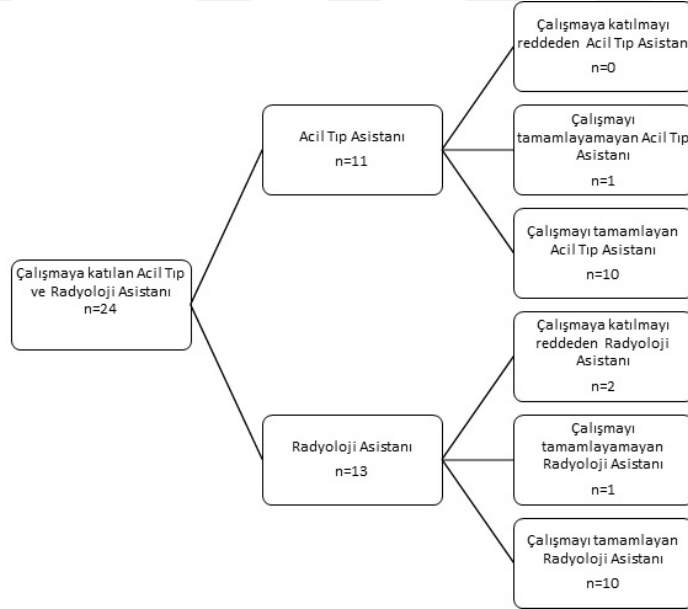 Çalışmaya katılan Acil Tıp
ve Radyoloji Asistanı
n=24
Acil Tıp Asistanı
n=11
Çalışmaya katılmayı
reddeden Acil Tıp Asistan
n=0
Çalışmayı
tamamlayamayan Acil Tıp
Asistanı
n=1
Çalışmayı tamamlayan
Acil Tıp Asistanı
n=10
Radyoloji Asistanı
n=13
Çalışmaya katılmayı
reddeden Radyoloji
Asistanı
n=2
Çalışmayı
tamamlayamayan
Radyoloji Asistanı
n=1
Çalışmayı tamamlayan
Radyoloji Asistanı
n=10